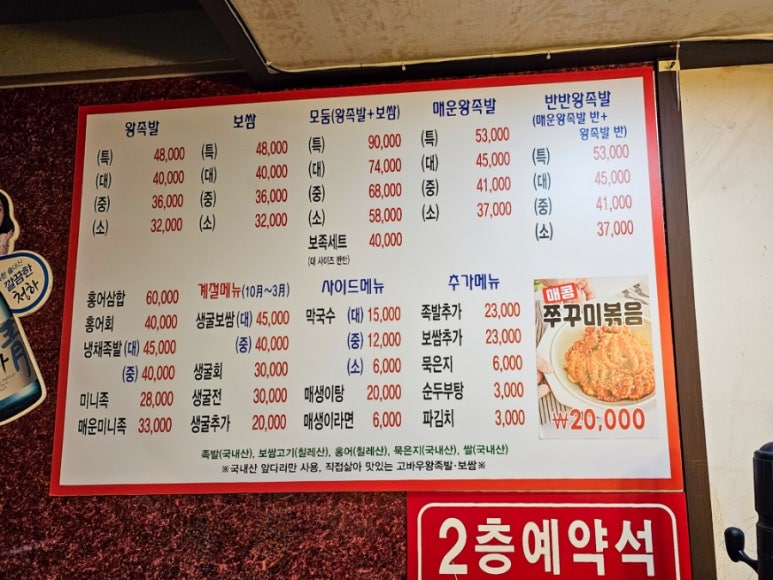 왕족발
(특) 48,000
(대) 40,000
(중) 36,000
(소) 32,000
보쌈
(특) 48,000
(대) 40,000
(중) 36,000
(소) 32,000
모둠(왕족발+보쌈)
(특) 90,000
(대) 74,000
(중) 68,000
(소) 58,000
보족세트 40,000
(대 사이즈 반반)
매운왕족발
(특) 53,000
(대) 45,000
(중) 41,000
(소) 37,000
반반왕족발
(매운왕족발 반+
왕족발 반)
(특) 53,000
(대) 45,000
(중) 41,000
(소) 37,000
홍어삼합 60,000
홍어회 40,000
냉채족발 (대) 45,000
(중) 40,000
미니족 28,000
매운미니족 33,000
계절메뉴(10月~3月)
생굴보쌈 (대) 45,000
(중) 40,000
생굴회 30,000
생굴전 30,000
생굴추가 20,000
사이드메뉴
막국수 (대) 15,000
(중) 12,000
(소) 6,000
매생이탕 20,000
매생이라면 6,000
추가메뉴
족발추가 23,000
보쌈추가 23,000
묵은지 6,000
순두부탕 3,000
파김치 3,000
매콤
쭈꾸미볶음
₩20,000
족발(국내산), 보쌈고기(칠레산), 홍어(칠레산), 묵은지(국내산), 쌀(국내산)
※국내산 앞다리만 사용, 직접삶아 맛있는 고바우왕족발·보쌈※
깔끔한
청하
2층예약석